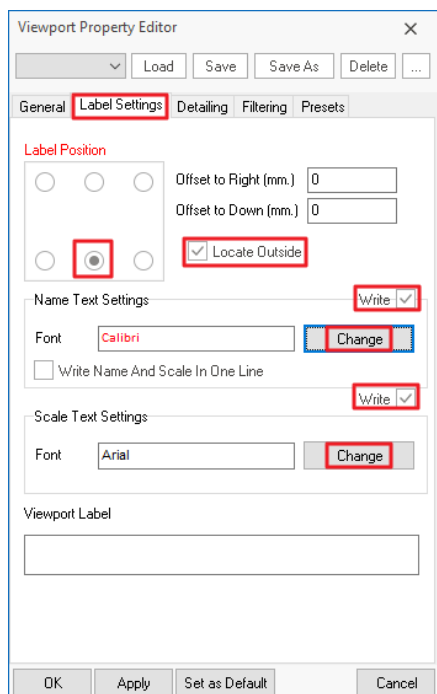 Viewport Property Editor
Load Save Save As Delete ...
General Label Settings Detailing Filtering Presets
Label Position
Offset to Right (mm.) 0
Offset to Down (mm.) 0
Locate Outside
Name Text Settings Write
Font Calibri Change
Write Name And Scale In One Line
Write
Scale Text Settings
Font Arial Change
Viewport Label
OK Apply Set as Default Cancel